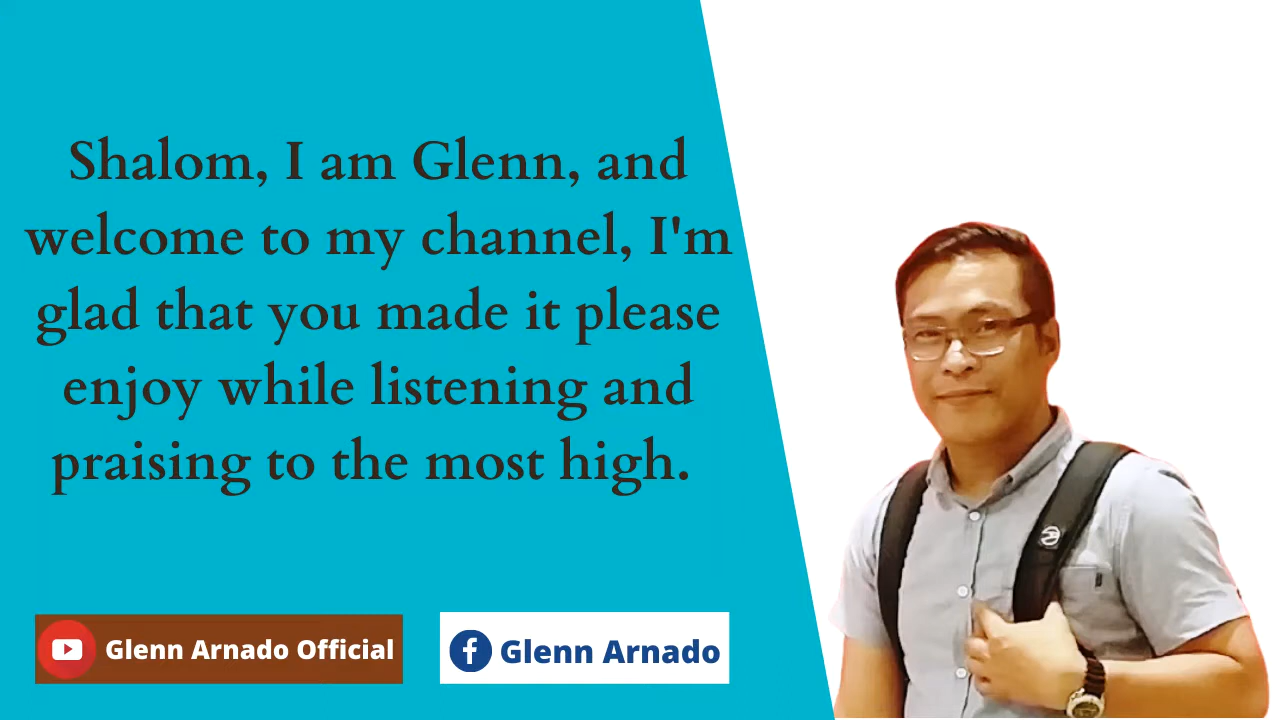 Shalom, I am Glenn, and
welcome to my channel, I'm
glad that you made it please
enjoy while listening and
praising to the most high.
Glenn Arnado Official
Glenn Arnado